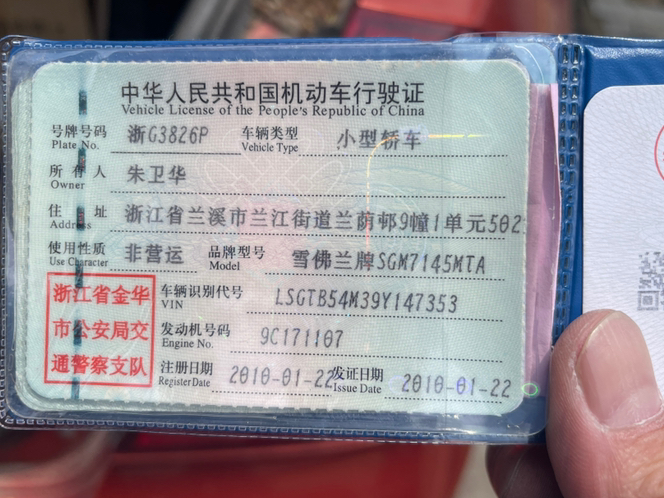 中华人民共和国机动车行驶证
Vehicle License of the People's Republic of China
号牌号码 浙G3826P 车辆类型 小型轿车
Plate No. Vehicle Type
所有人 朱卫华
Owner
住址 浙江省兰溪市兰江街道兰荫邨9幢1单元502
Address
使用性质 非营运 品牌型号 雪佛兰牌SGM7145MTA
Use Character Model
浙江省金华
市公安局交
通警察支队
车辆识别代号 LSGTB54M39Y147353
VIN
发动机号码 9C171107
Engine No.
注册日期 2010-01-22 发证日期 2010-01-22
Register Date Issue Date